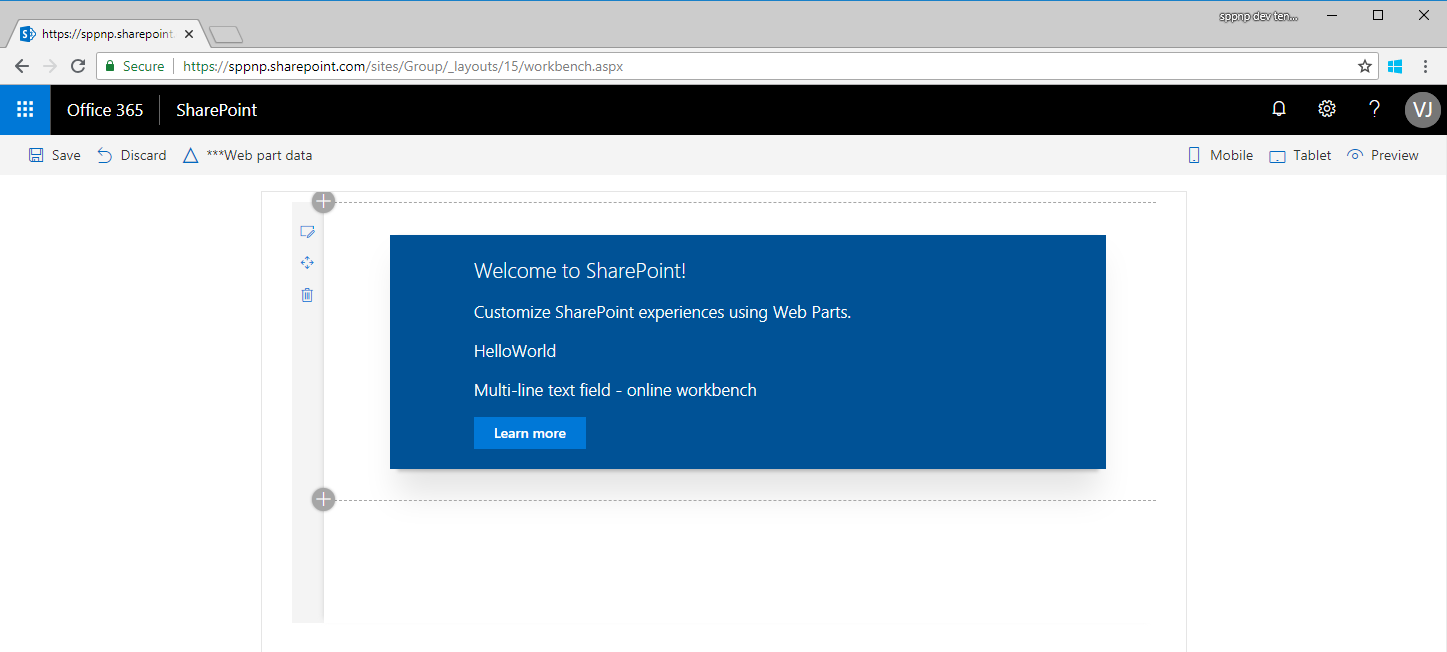 sppnp dev ten...
https://sppnp.sharepoint.
Secure https://sppnp.sharepoint.com/sites/Group/_layouts/15/workbench.aspx
Office 365 SharePoint ? VJ
Save Discard ***Web part data Mobile Tablet Preview
Welcome to SharePoint!
Customize SharePoint experiences using Web Parts.
HelloWorld
Multi-line text field - online workbench
Learn more